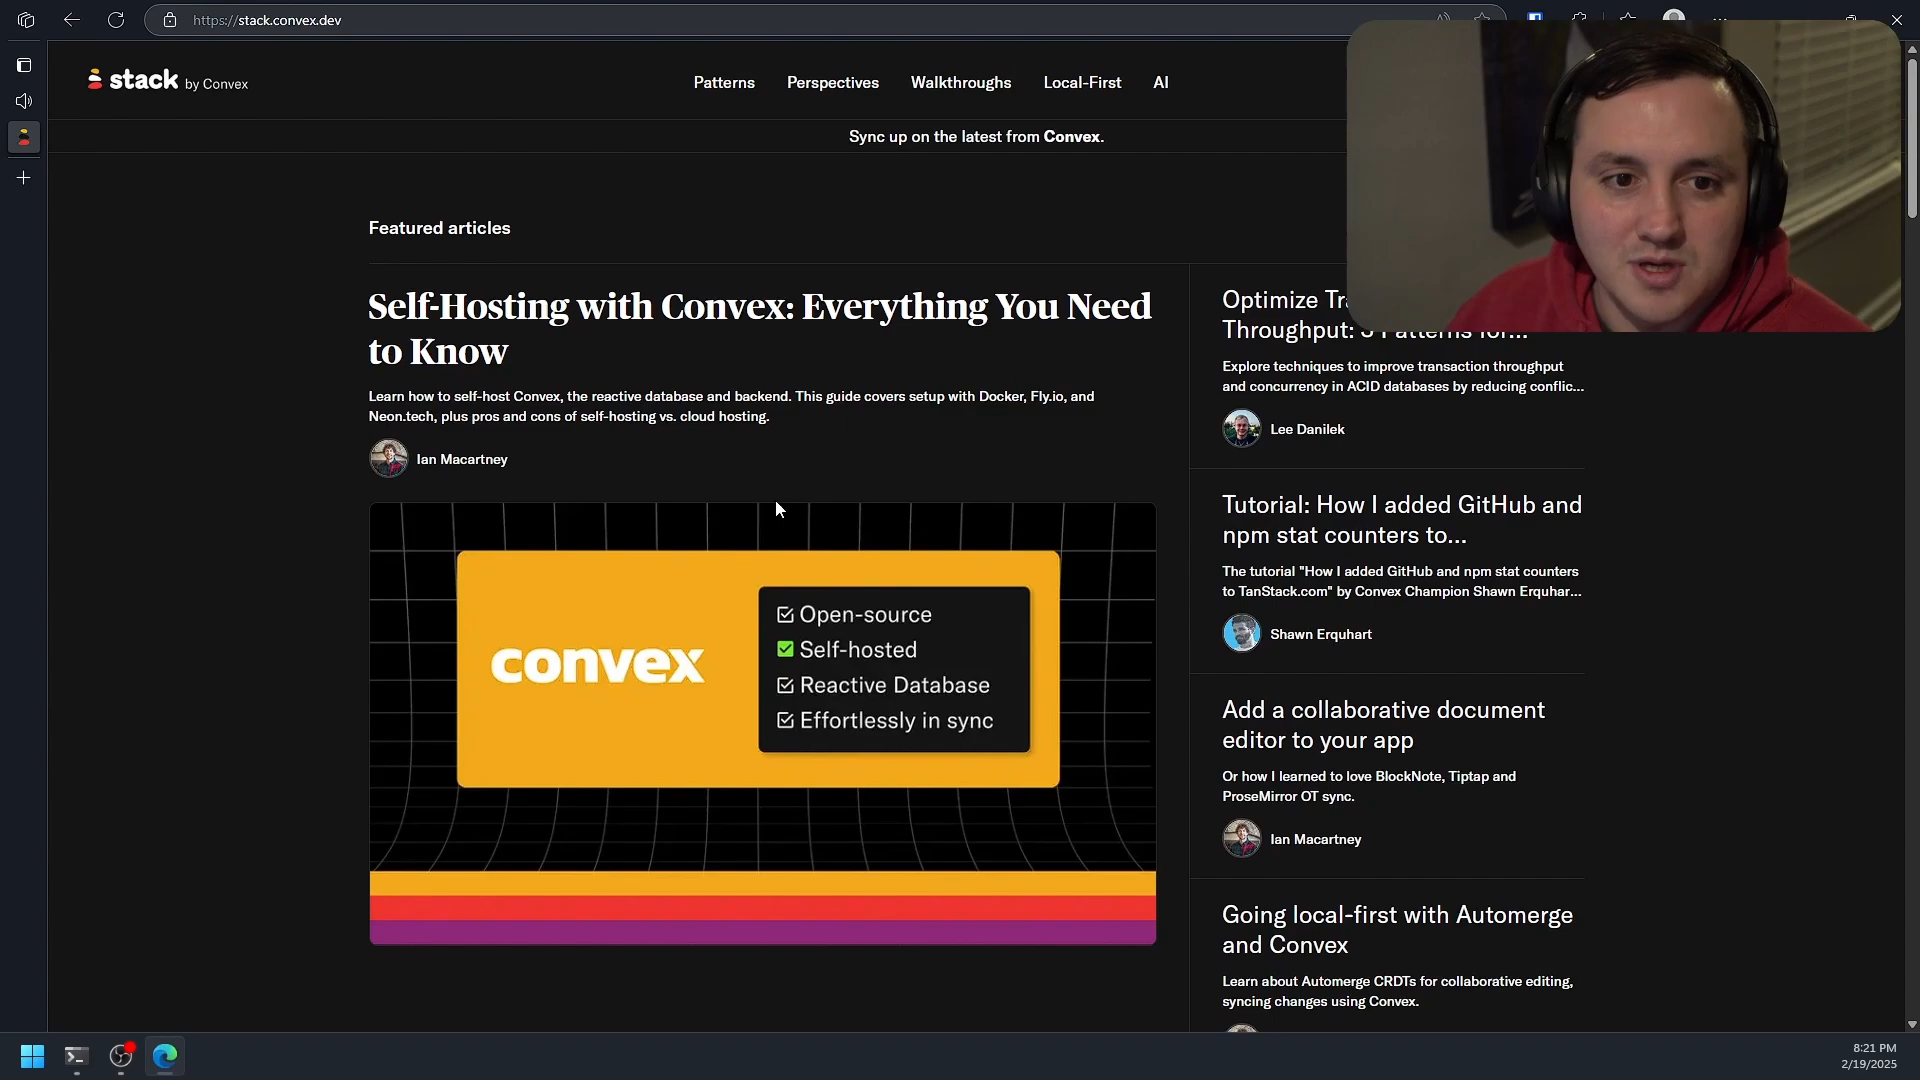 https://stack.convex.dev
stack by Convex
Patterns
Perspectives
Walkthroughs
Local-First
AI
Sync up on the latest from Convex.
Featured articles
Self-Hosting with Convex: Everything You Need
to Know
Learn how to self-host Convex, the reactive database and backend. This guide covers setup with Docker, Fly.io, and
Neon.tech, plus pros and cons of self-hosting vs. cloud hosting.
Ian Macartney
convex
Open-source
Self-hosted
Reactive Database
Effortlessly in sync
Optimize
Throughput:
Explore techniques to improve transaction throughput
and concurrency in ACID databases by reducing conflic...
Lee Danilek
Tutorial: How I added GitHub and
npm stat counters to...
The tutorial "How I added GitHub and npm stat counters
to TanStack.com" by Convex Champion Shawn Erquhar...
Shawn Erquhart
Add a collaborative document
editor to your app
Or how I learned to love BlockNote, Tiptap and
ProseMirror OT sync.
Ian Macartney
Going local-first with Automerge
and Convex
Learn about Automerge CRDTs for collaborative editing,
syncing changes using Convex.
8:21 PM
2/19/2025